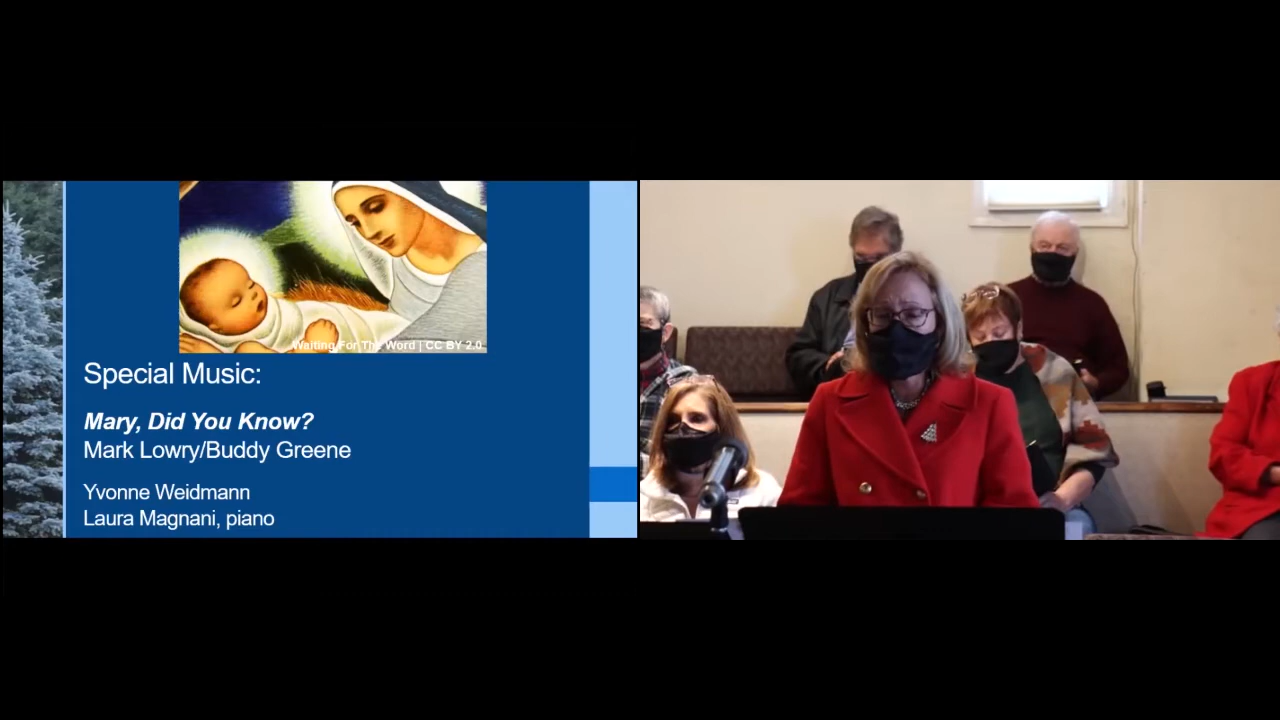 Waiting For The Word | CC BY 2.0
Special Music:
Mary, Did You Know?
Mark Lowry/Buddy Greene
Yvonne Weidmann
Laura Magnani, piano